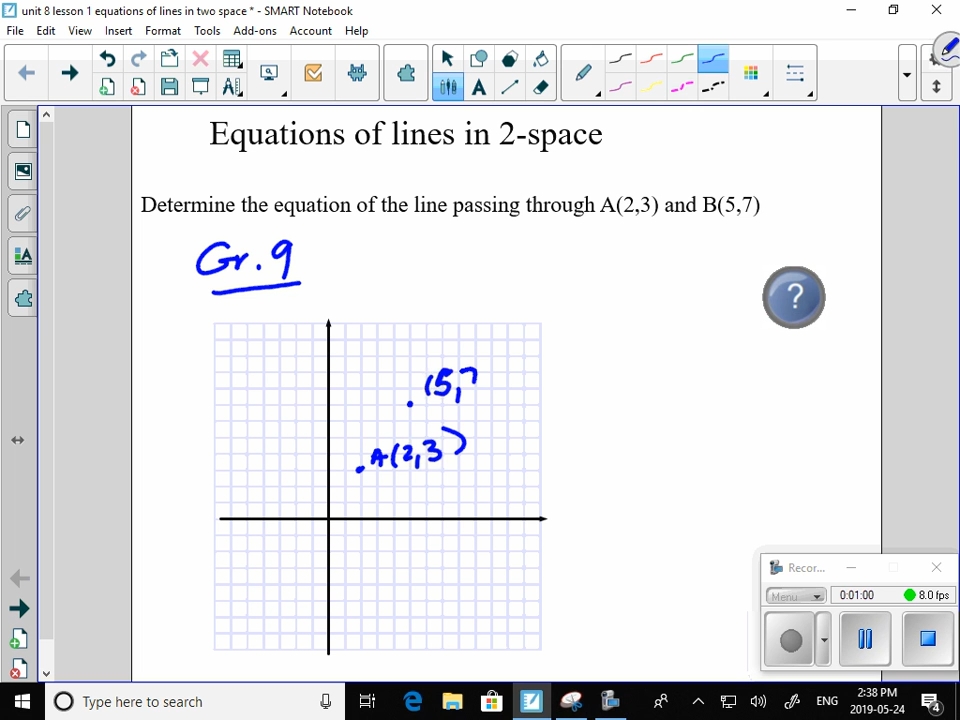 unit 8 lesson 1 equations of lines in two space * - SMART Notebook
File Edit View Insert Format Tools Add-ons Account Help
Equations of lines in 2-space
Determine the equation of the line passing through A(2,3) and B(5,7)
Gr. 9
?
(5,7
A(2,3)
Recor...
Menu 0:01:00 8.0 fps
Type here to search
ENG
2:38 PM
2019-05-24
4